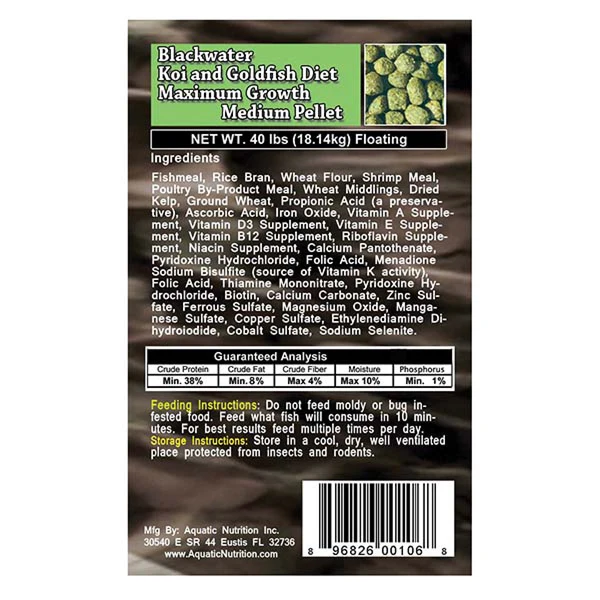 Blackwater
Koi and Goldfish Diet
Maximum Growth
Medium Pellet
NET WT. 40 lbs (18.14kg) Floating
Ingredients
Fishmeal, Rice Bran, Wheat Flour, Shrimp Meal,
Poultry By-Product Meal, Wheat Middlings, Dried
Kelp, Ground Wheat, Propionic Acid (a preserva-
tive), Ascorbic Acid, Iron Oxide, Vitamin A Supple-
ment, Vitamin D3 Supplement, Vitamin E Supple-
ment, Vitamin B12 Supplement, Riboflavin Supple-
ment, Niacin Supplement, Calcium Pantothenate,
Pyridoxine Hydrochloride, Folic Acid, Menadione
Sodium Bisulfite (source of Vitamin K activity),
Folic Acid, Thiamine Mononitrate, Pyridoxine Hy-
drochloride, Biotin, Calcium Carbonate, Zinc Sul-
fate, Ferrous Sulfate, Magnesium Oxide, Manga-
nese Sulfate, Copper Sulfate, Ethylenediamine Di-
hydroiodide, Cobalt Sulfate, Sodium Selenite.
Guaranteed Analysis
Crude Protein Crude Fat Crude Fiber Moisture Phosphorus
Min. 38% Min. 8% Max 4% Max 10% Min. 1%
Feeding Instructions: Do not feed moldy or bug in-
fested food. Feed what fish will consume in 10 min-
utes. For best results feed multiple times per day.
Storage Instructions: Store in a cool, dry, well ventilated
place protected from insects and rodents.
Mfg By: Aquatic Nutrition Inc.
30540 E SR 44 Eustis FL 32736
www.AquaticNutrition.com
8 96826 00106 8